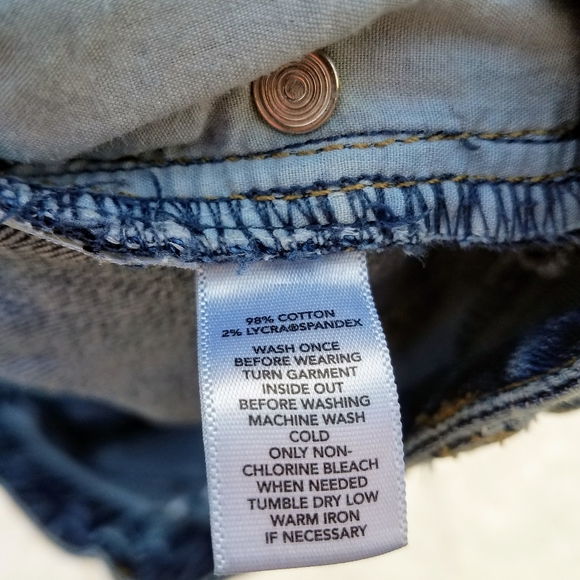 98% COTTON
2% LYCRA®SPANDEX
WASH ONCE
BEFORE WEARING
TURN GARMENT
INSIDE OUT
BEFORE WASHING
MACHINE WASH
COLD
ONLY NON-
CHLORINE BLEACH
WHEN NEEDED
TUMBLE DRY LOW
WARM IRON
IF NECESSARY